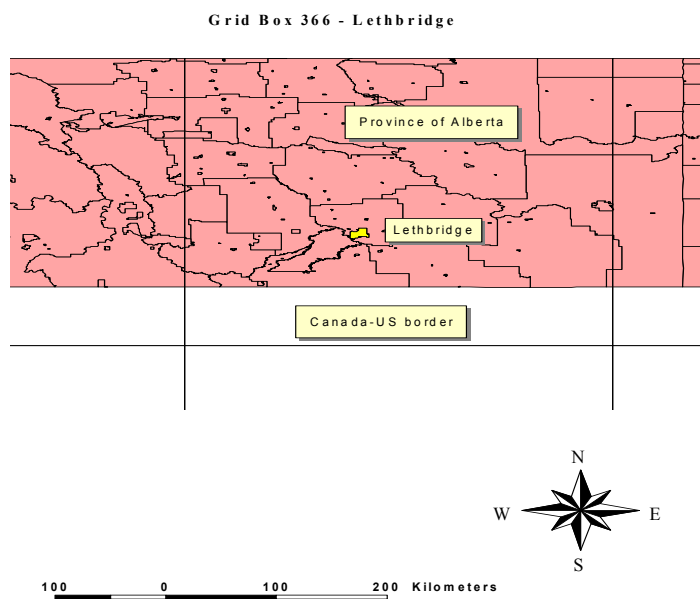 Grid Box 366 - Lethbridge
Province of Alberta
Lethbridge
Canada-US border
N
W E
S
100 0 100 200 Kilometers